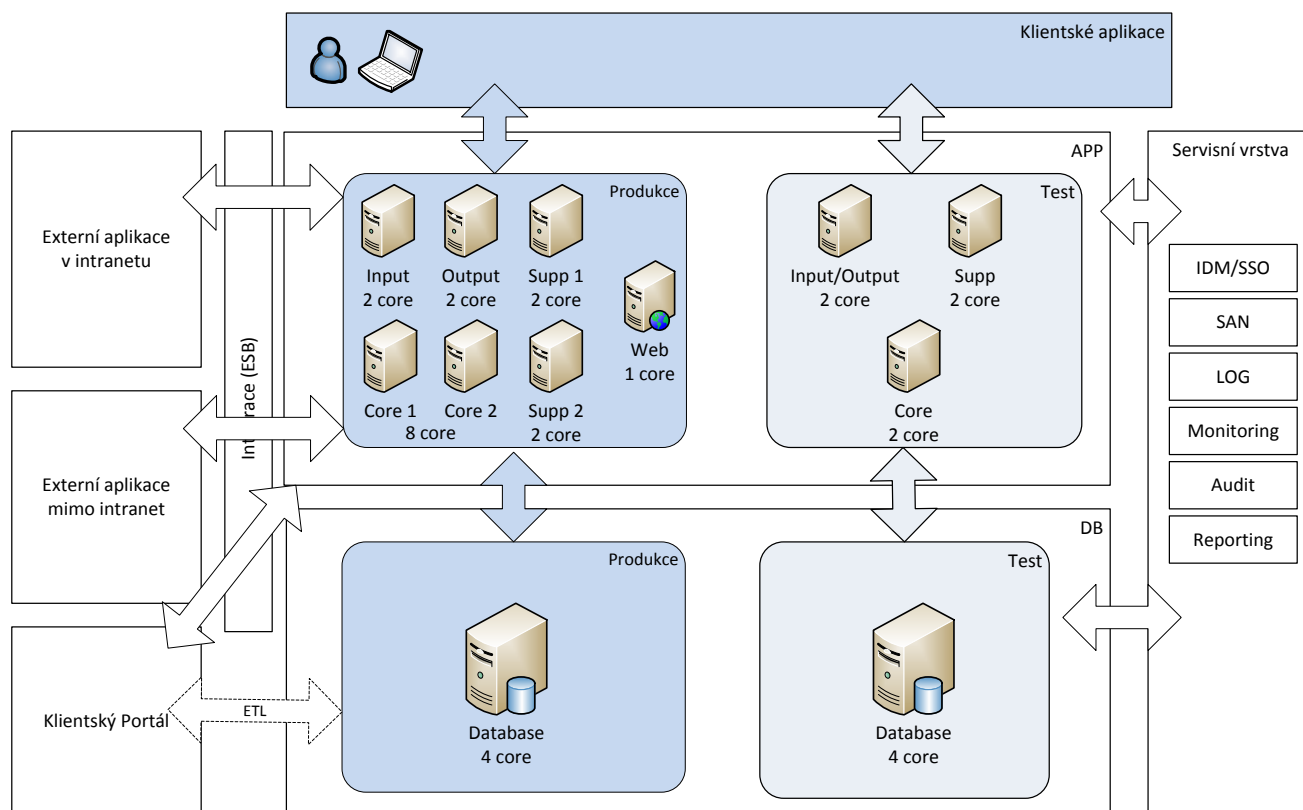 Klientské aplikace
Externí aplikace
v intranetu
Externí aplikace
mimo intranet
Klientský Portál
ETL
(ESB)
APP
Produkce
Input
2 core
Output
2 core
Supp 1
2 core
Web
1 core
Core 1
Core 2
8 core
Supp 2
2 core
Test
Input/Output
2 core
Supp
2 core
Core
2 core
DB
Produkce
Database
4 core
Test
Database
4 core
Servisní vrstva
IDM/SSO
SAN
LOG
Monitoring
Audit
Reporting